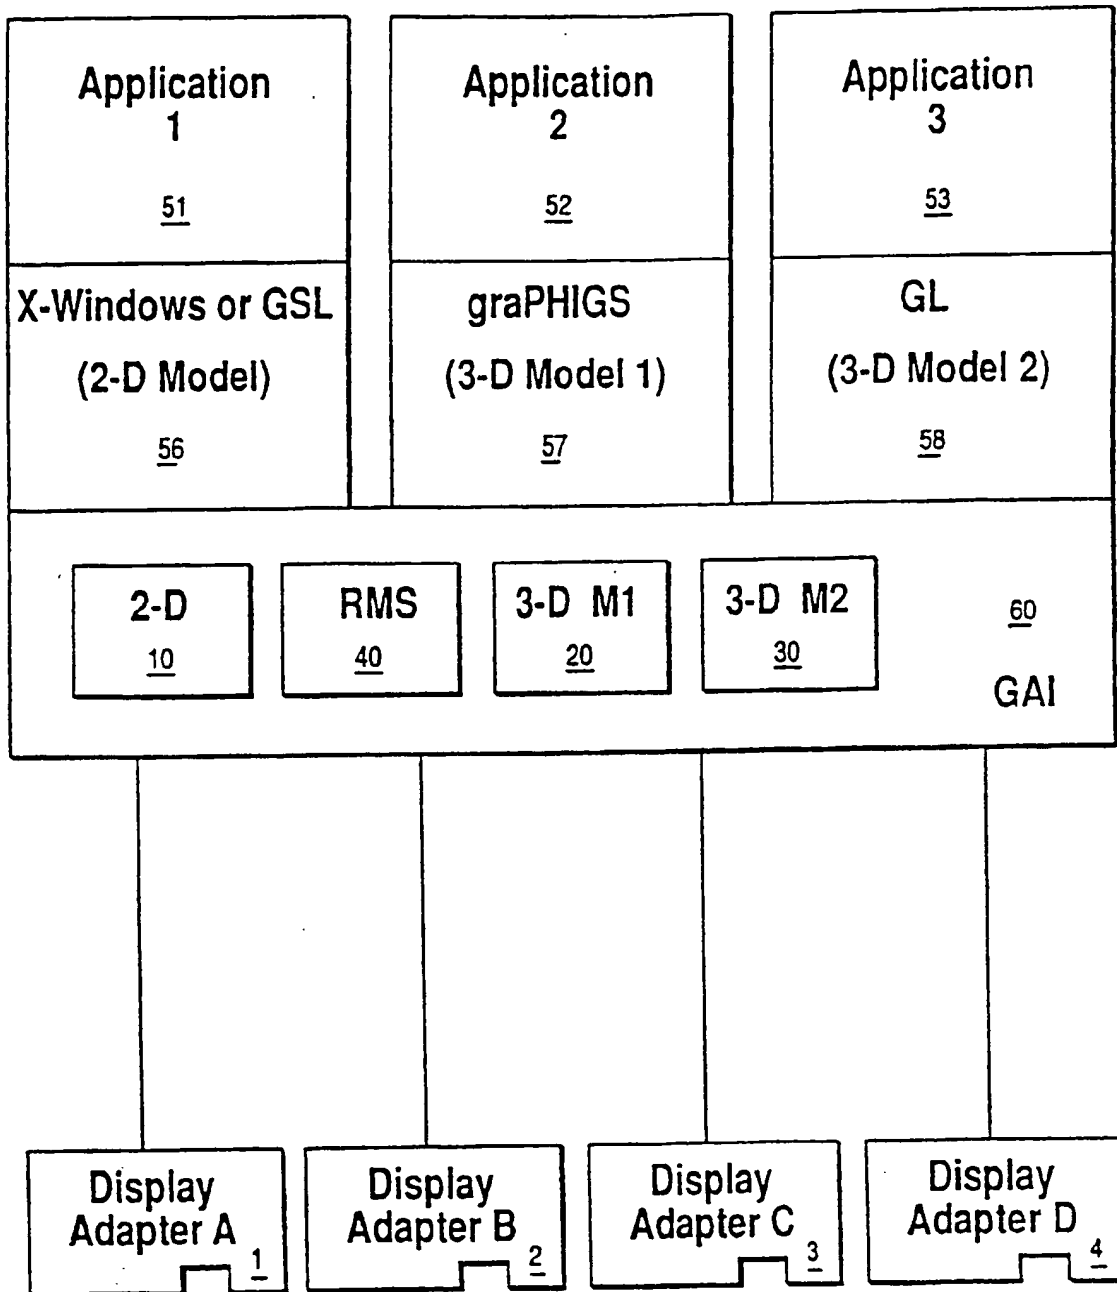 Application
1
51
Application
2
52
Application
3
53
X-Windows or GSL
(2-D Model)
56
graPHIGS
(3-D Model 1)
57
GL
(3-D Model 2)
58
2-D
10
RMS
40
3-D M1
20
3-D M2
30
60
GAI
Display
Adapter A
1
Display
Adapter B
2
Display
Adapter C
3
Display
Adapter D
4